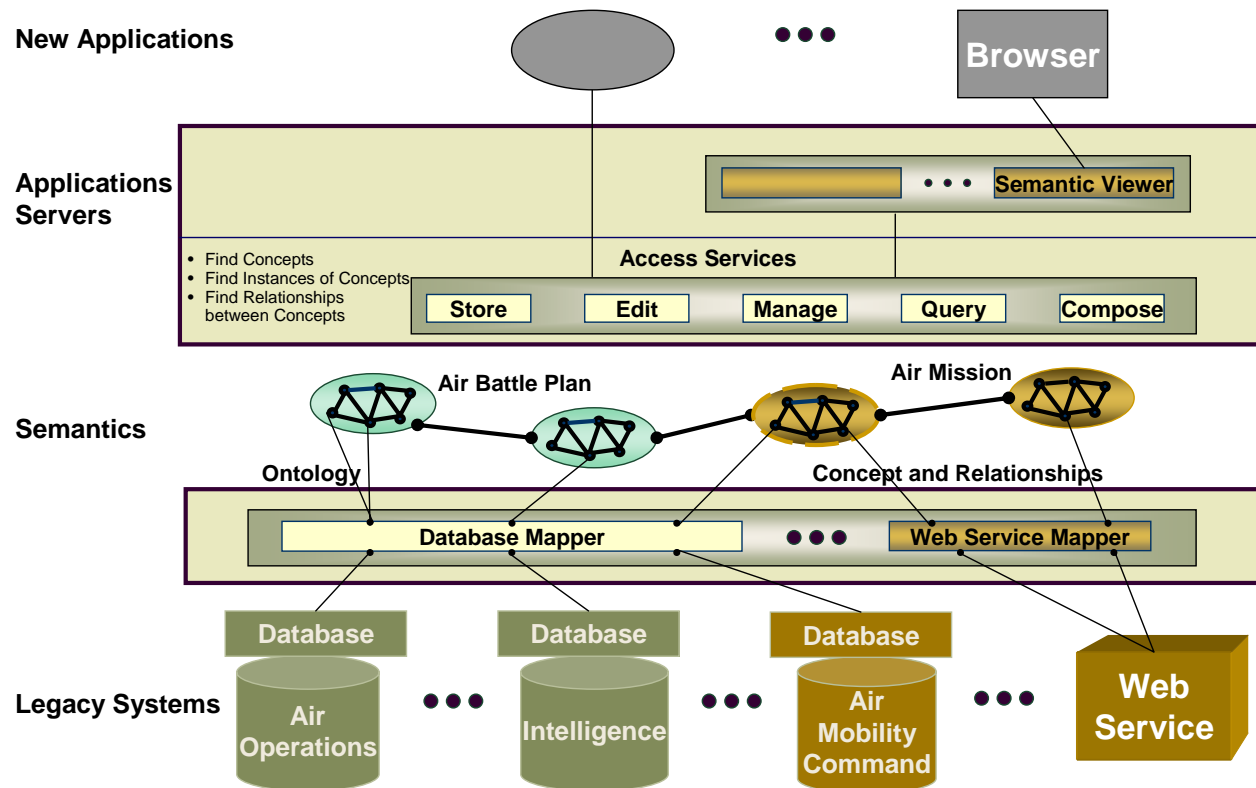 New Applications
Browser
Applications
Servers
Semantic Viewer
• Find Concepts
• Find Instances of Concepts
• Find Relationships
between Concepts
Access Services
Store
Edit
Manage
Query
Compose
Air Battle Plan
Air Mission
Semantics
Ontology
Concept and Relationships
Database Mapper
Web Service Mapper
Database
Database
Database
Legacy Systems
Air
Operations
Intelligence
Air
Mobility
Command
Web
Service